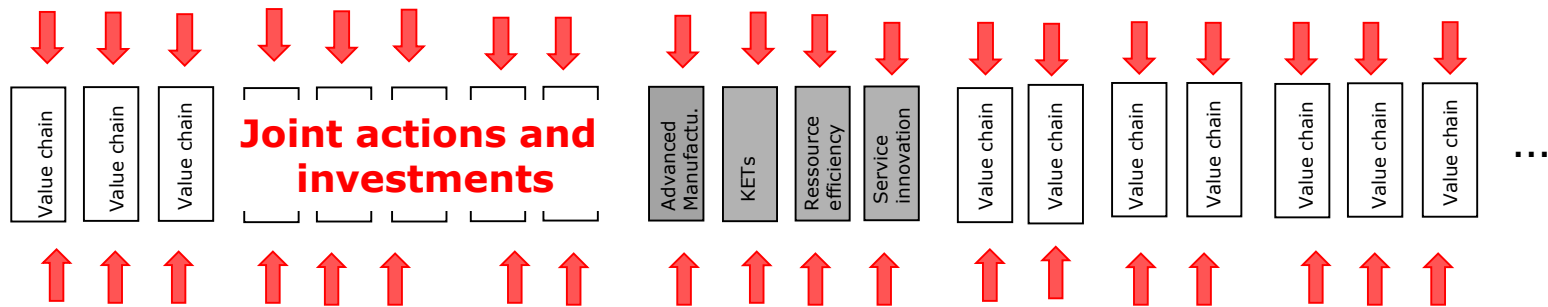 Value chain
Value chain
Value chain
Joint actions and
investments
Advanced
Manufactu.
KETs
Ressource
efficiency
Service
innovation
Value chain
Value chain
Value chain
Value chain
Value chain
Value chain
Value chain
...